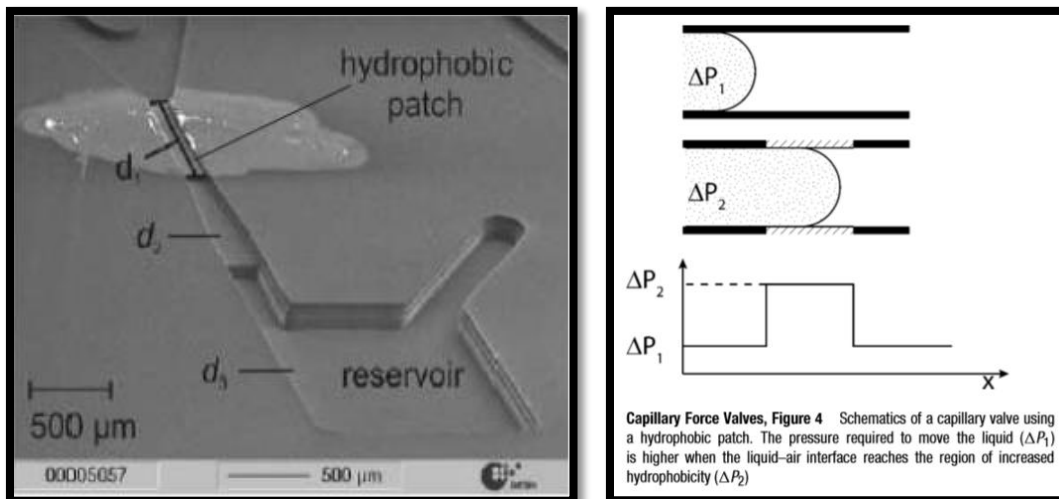 hydrophobic
patch
d₁
d₂
d₃
reservoir
500 µm
00005057
500 µm
ΔP₁
ΔP₂
ΔP₂
ΔP₁
x
Capillary Force Valves, Figure 4 Schematics of a capillary valve using
a hydrophobic patch. The pressure required to move the liquid (ΔP₁)
is higher when the liquid–air interface reaches the region of increased
hydrophobicity (ΔP₂)